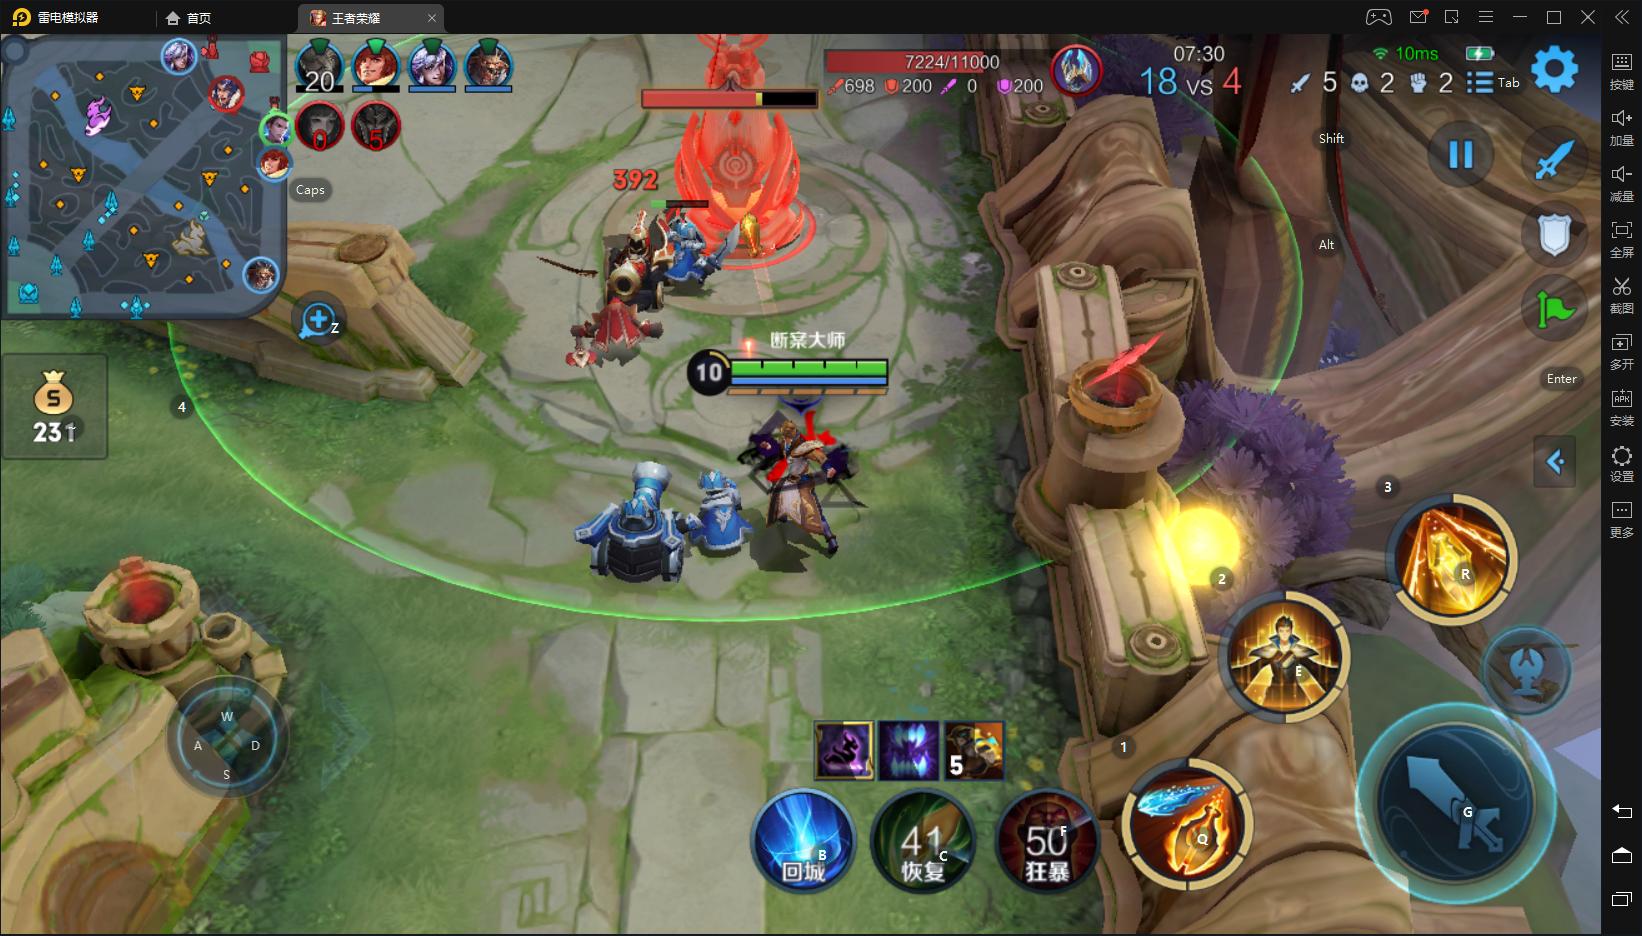 雷电模拟器
首页
王者荣耀
20
0
5
Caps
7224/11000
698 200 0 200
07:30
18 vs 4
10ms
5 2 2 Tab
Shift
Alt
Enter
392
Z
断案大师
10
231
4
3
2
1
R
E
Q
G
W
A D
S
5
回城 B
41 恢复 C
50 狂暴 F
按键
加量
减量
全屏
截图
多开
安装
设置
更多
APK